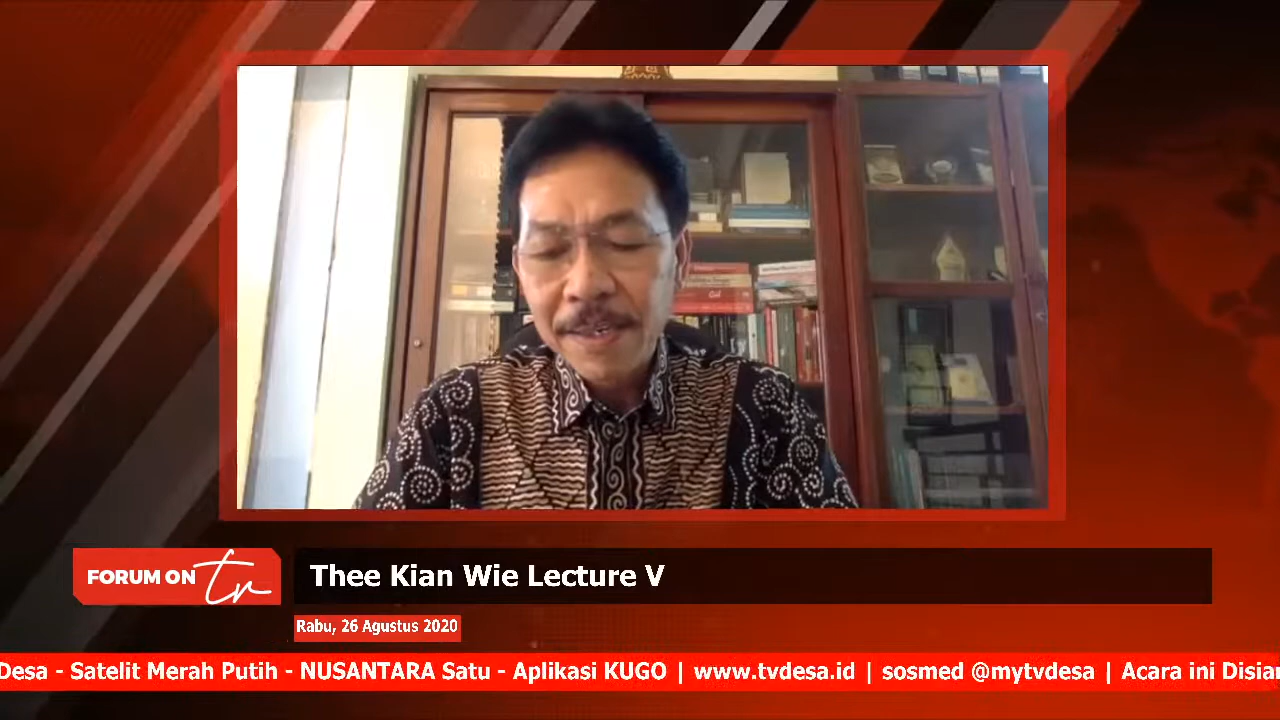 FORUM ON tv
Thee Kian Wie Lecture V
Rabu, 26 Agustus 2020
Desa - Satelit Merah Putih - NUSANTARA Satu - Aplikasi KUGO | www.tvdesa.id | sosmed @mytvdesa | Acara ini